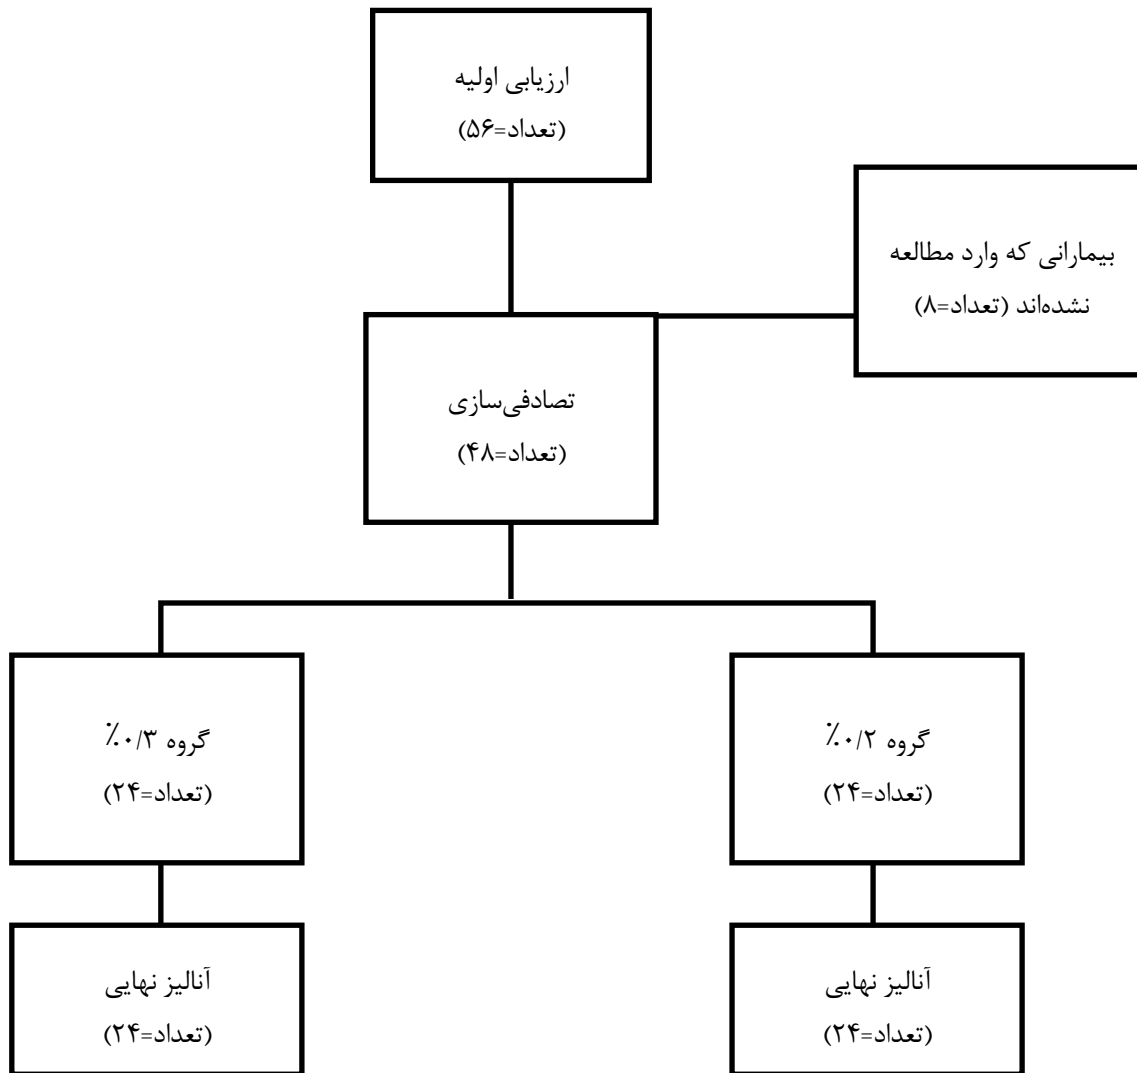 ارزیابی اولیه
(تعداد=۵۶)
بیمارانی که وارد مطالعه
نشده‌اند (تعداد=۸)
تصادفی‌سازی
(تعداد=۴۸)
گروه ۰/۲٪
(تعداد=۲۴)
گروه ۰/۳٪
(تعداد=۲۴)
آنالیز نهایی
(تعداد=۲۴)
آنالیز نهایی
(تعداد=۲۴)